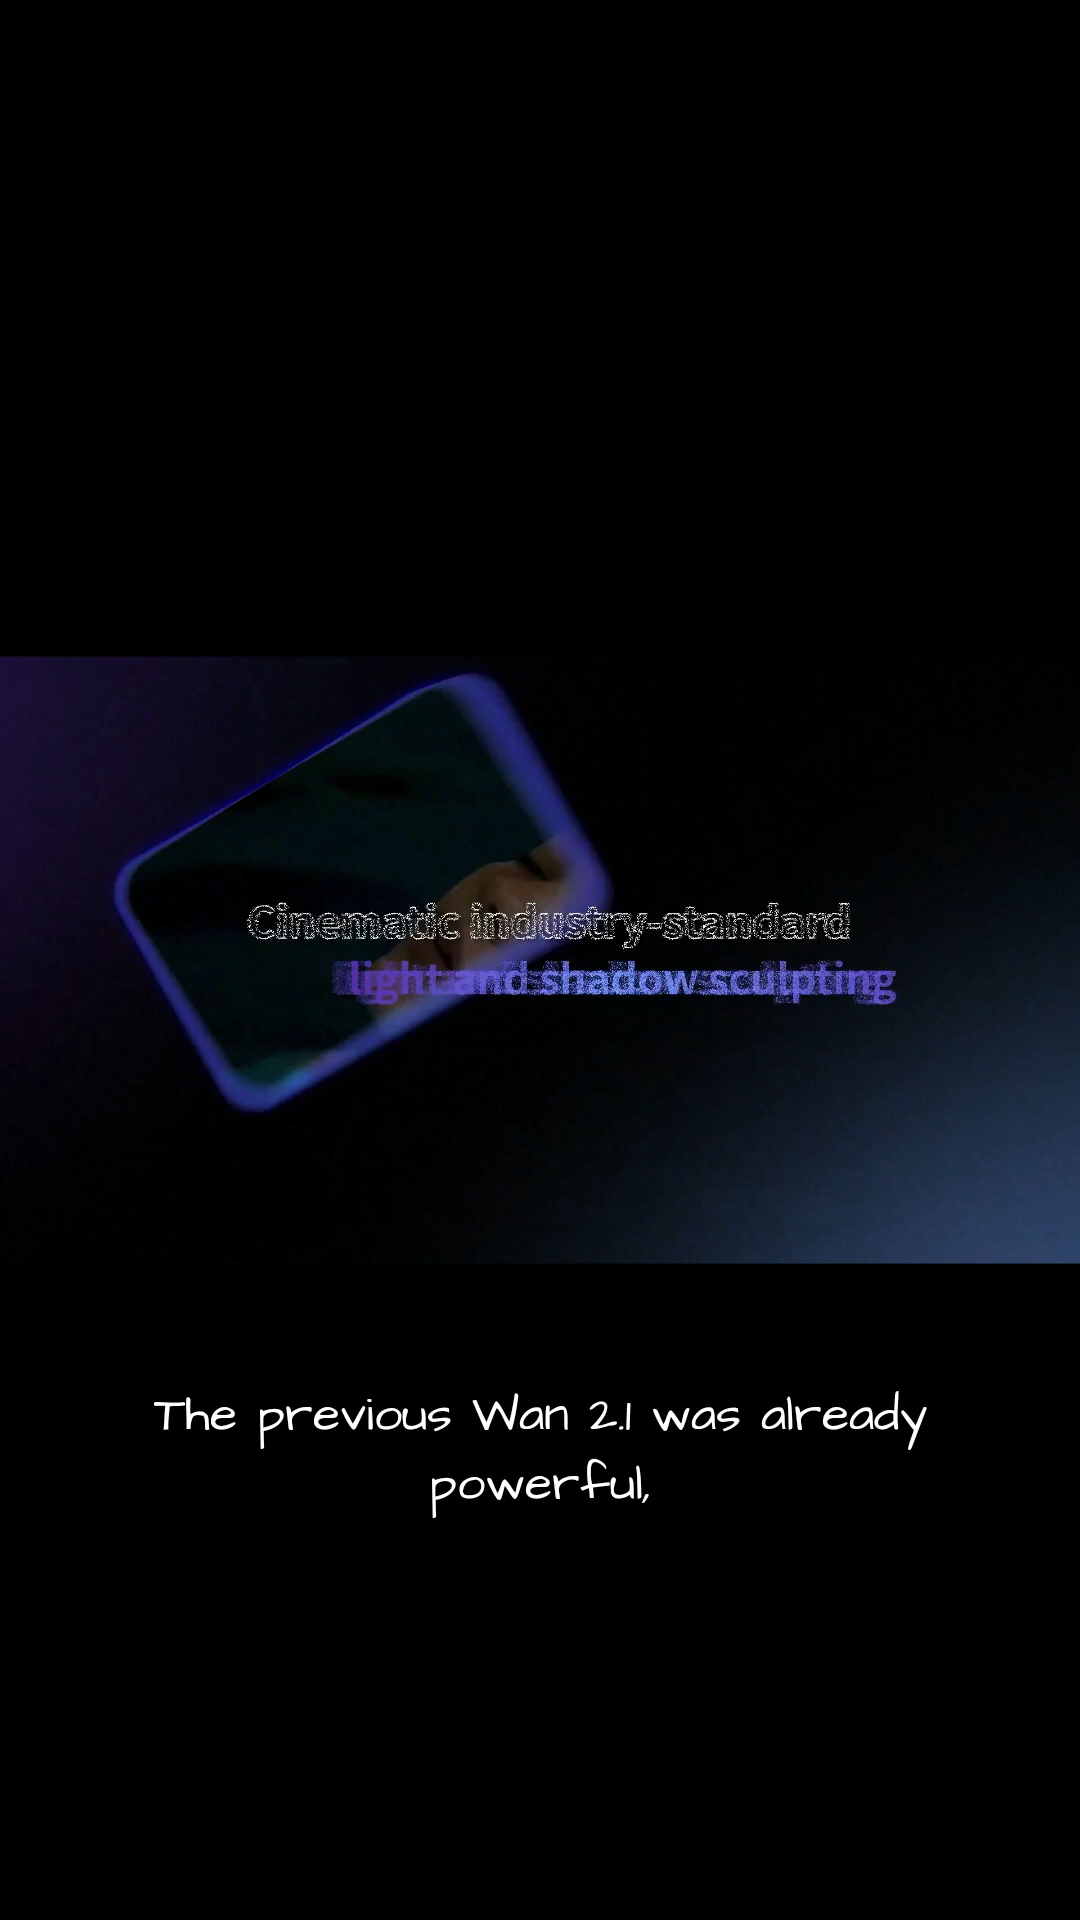 Cinematic industry-standard
light and shadow sculpting
The previous Wan 2.1 was already
powerful,